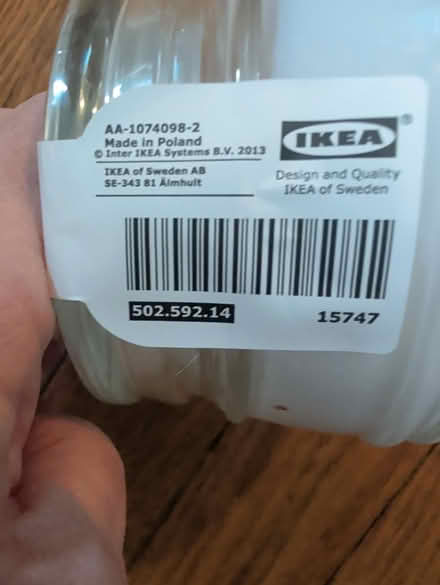 AA-1074098-2
Made in Poland
© Inter IKEA Systems B.V. 2013
IKEA of Sweden AB
SE-343 81 Älmhult
IKEA®
Design and Quality
IKEA of Sweden
502.592.14
15747